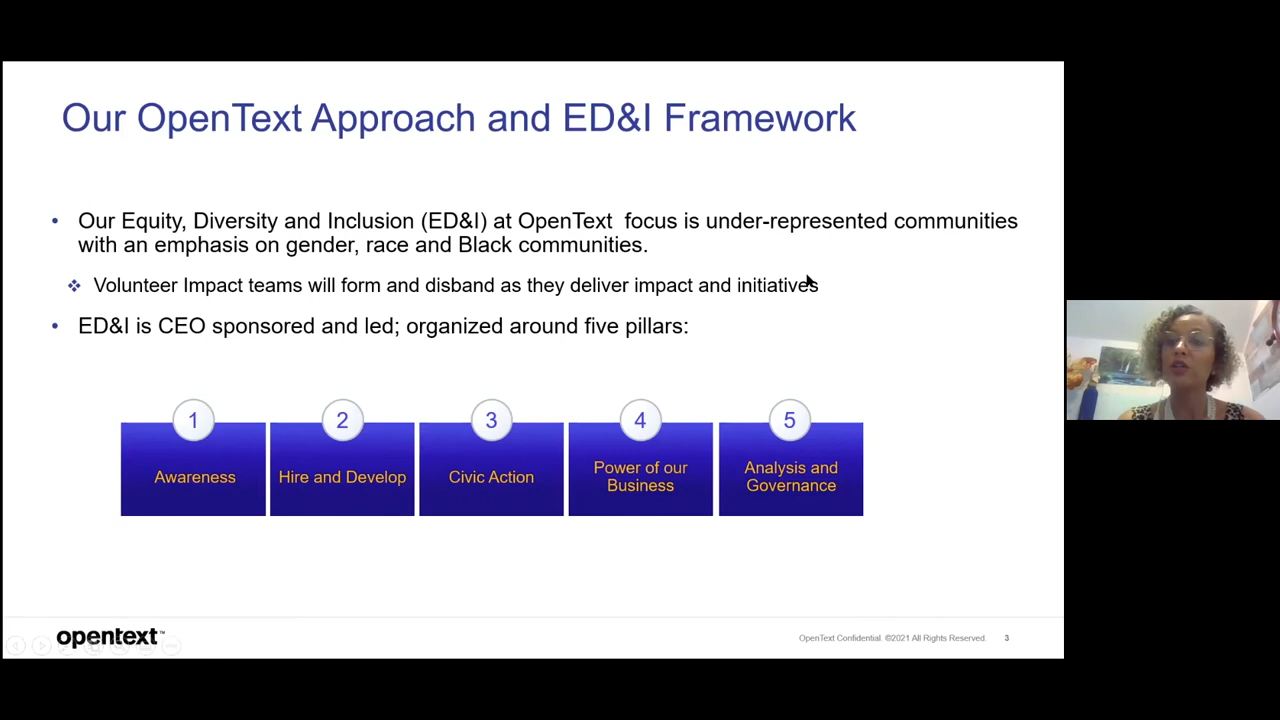 Our OpenText Approach and ED&I Framework
• Our Equity, Diversity and Inclusion (ED&I) at OpenText focus is under-represented communities
with an emphasis on gender, race and Black communities.
❖ Volunteer Impact teams will form and disband as they deliver impact and initiatives
• ED&I is CEO sponsored and led; organized around five pillars:
1
Awareness
2
Hire and Develop
3
Civic Action
4
Power of our
Business
5
Analysis and
Governance
opentext™
OpenText Confidential. ©2021 All Rights Reserved. 3